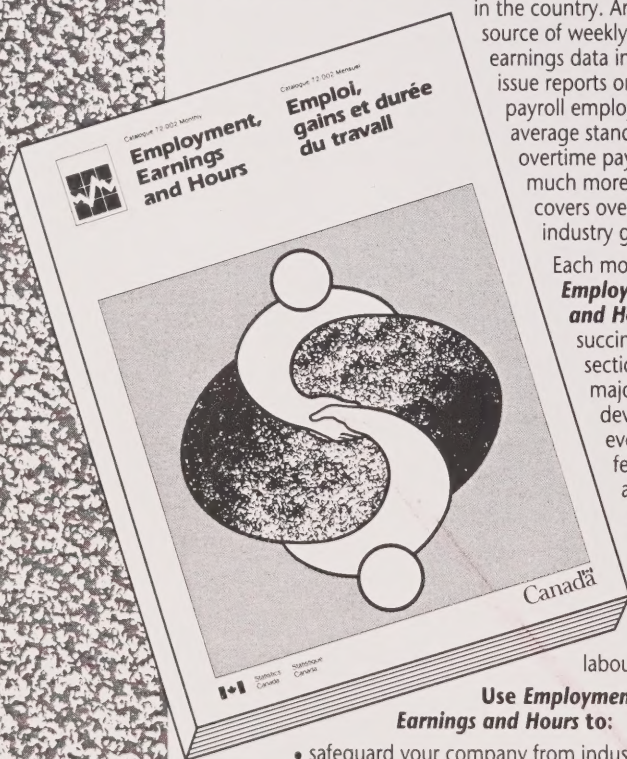 in the country. An
source of weekly
earnings data in
issue reports on
payroll employ
average stand
overtime pay
much more
covers over
industry g
Each mo
Employ
and Ho
succin
sectio
majo
dev
eve
fe
a
labou
Use Employmen
Earnings and Hours to:
• safeguard your company from indus
Catalogue 72-002 Monthly
Employment,
Earnings
and Hours
Catalogue 72-002 Mensuel
Emploi,
gains et durée
du travail
Canada
Statistics
Canada
Statistique
Canada